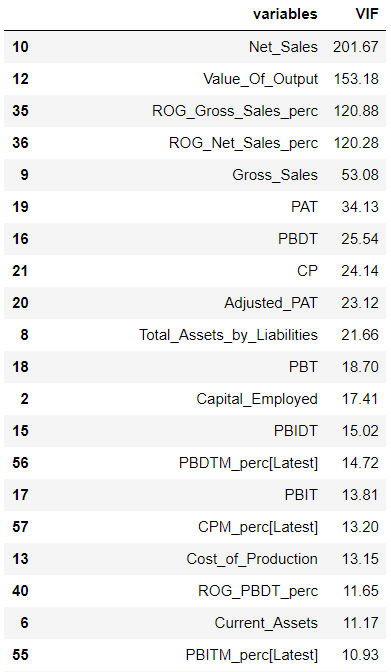 variables VIF
10 Net_Sales 201.67
12 Value_Of_Output 153.18
35 ROG_Gross_Sales_perc 120.88
36 ROG_Net_Sales_perc 120.28
9 Gross_Sales 53.08
19 PAT 34.13
16 PBDT 25.54
21 CP 24.14
20 Adjusted_PAT 23.12
8 Total_Assets_by_Liabilities 21.66
18 PBT 18.70
2 Capital_Employed 17.41
15 PBIDT 15.02
56 PBDTM_perc[Latest] 14.72
17 PBIT 13.81
57 CPM_perc[Latest] 13.20
13 Cost_of_Production 13.15
40 ROG_PBDT_perc 11.65
6 Current_Assets 11.17
55 PBITM_perc[Latest] 10.93